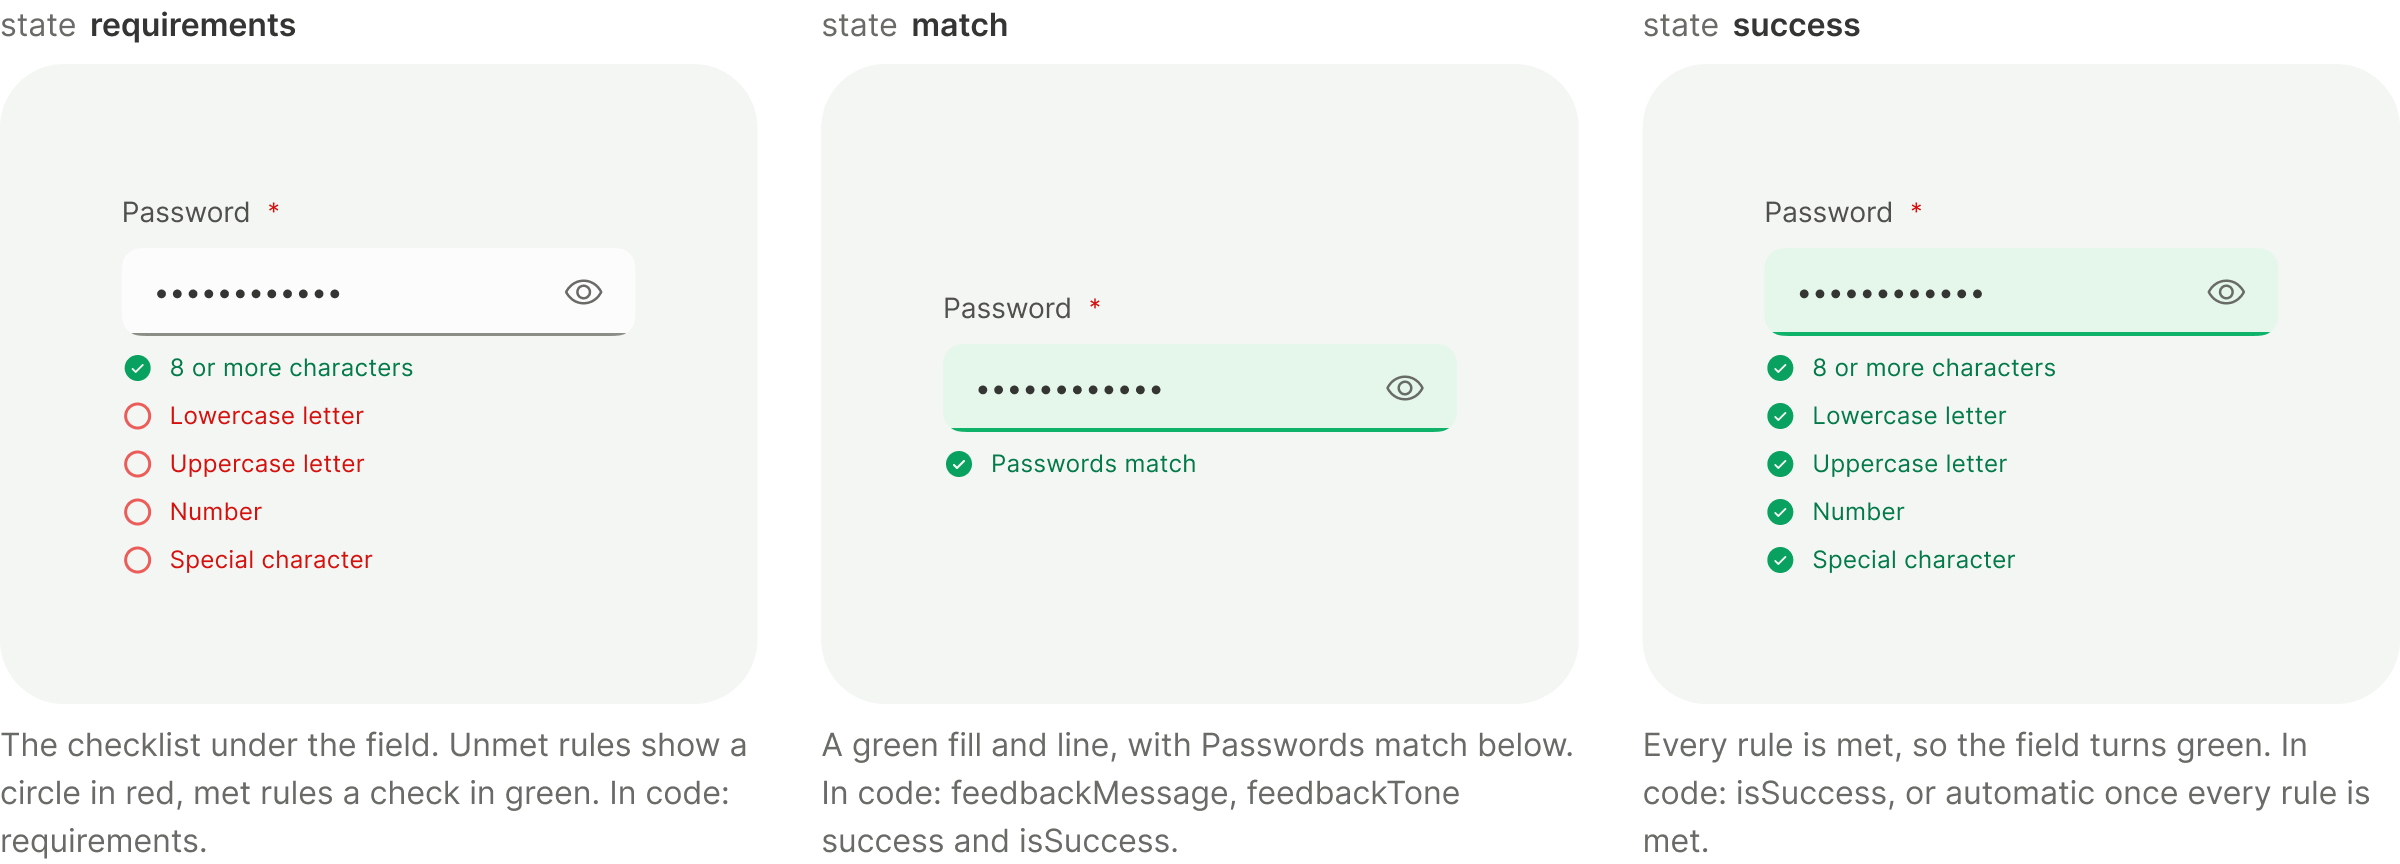 state requirements
Password *
••••••••••••
8 or more characters
Lowercase letter
Uppercase letter
Number
Special character
The checklist under the field. Unmet rules show a
circle in red, met rules a check in green. In code:
requirements.
state match
Password *
••••••••••••
Passwords match
A green fill and line, with Passwords match below.
In code: feedbackMessage, feedbackTone
success and isSuccess.
state success
Password *
••••••••••••
8 or more characters
Lowercase letter
Uppercase letter
Number
Special character
Every rule is met, so the field turns green. In
code: isSuccess, or automatic once every rule is
met.